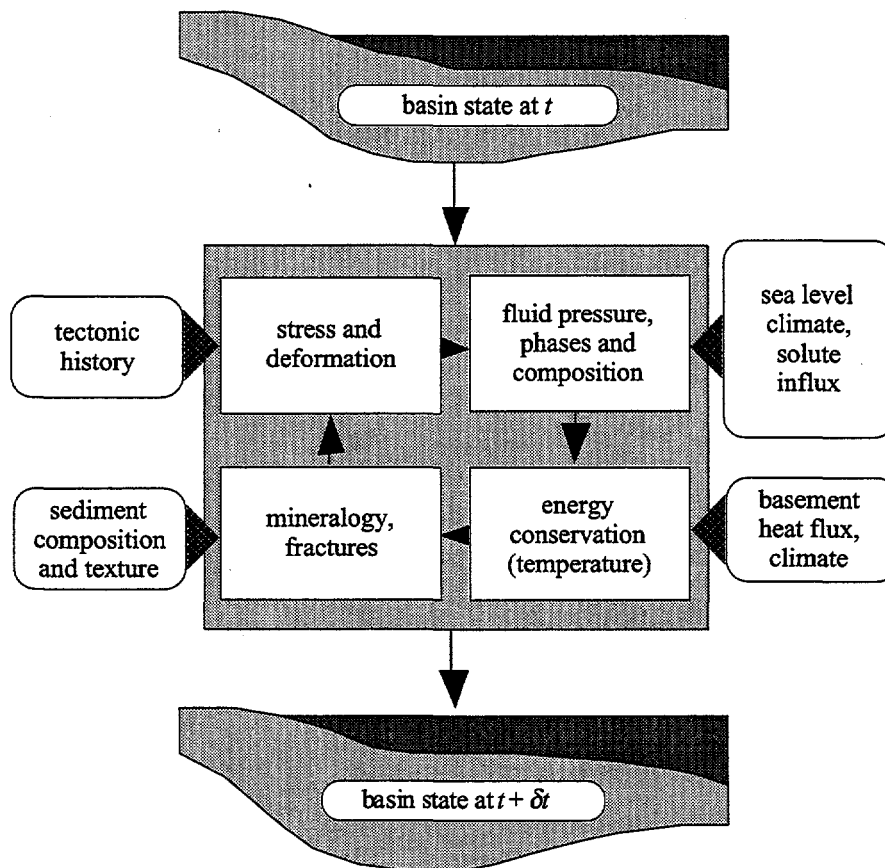 basin state at t
tectonic
history
stress and
deformation
fluid pressure,
phases and
composition
sea level
climate,
solute
influx
sediment
composition
and texture
mineralogy,
fractures
energy
conservation
(temperature)
basement
heat flux,
climate
basin state at t + δt